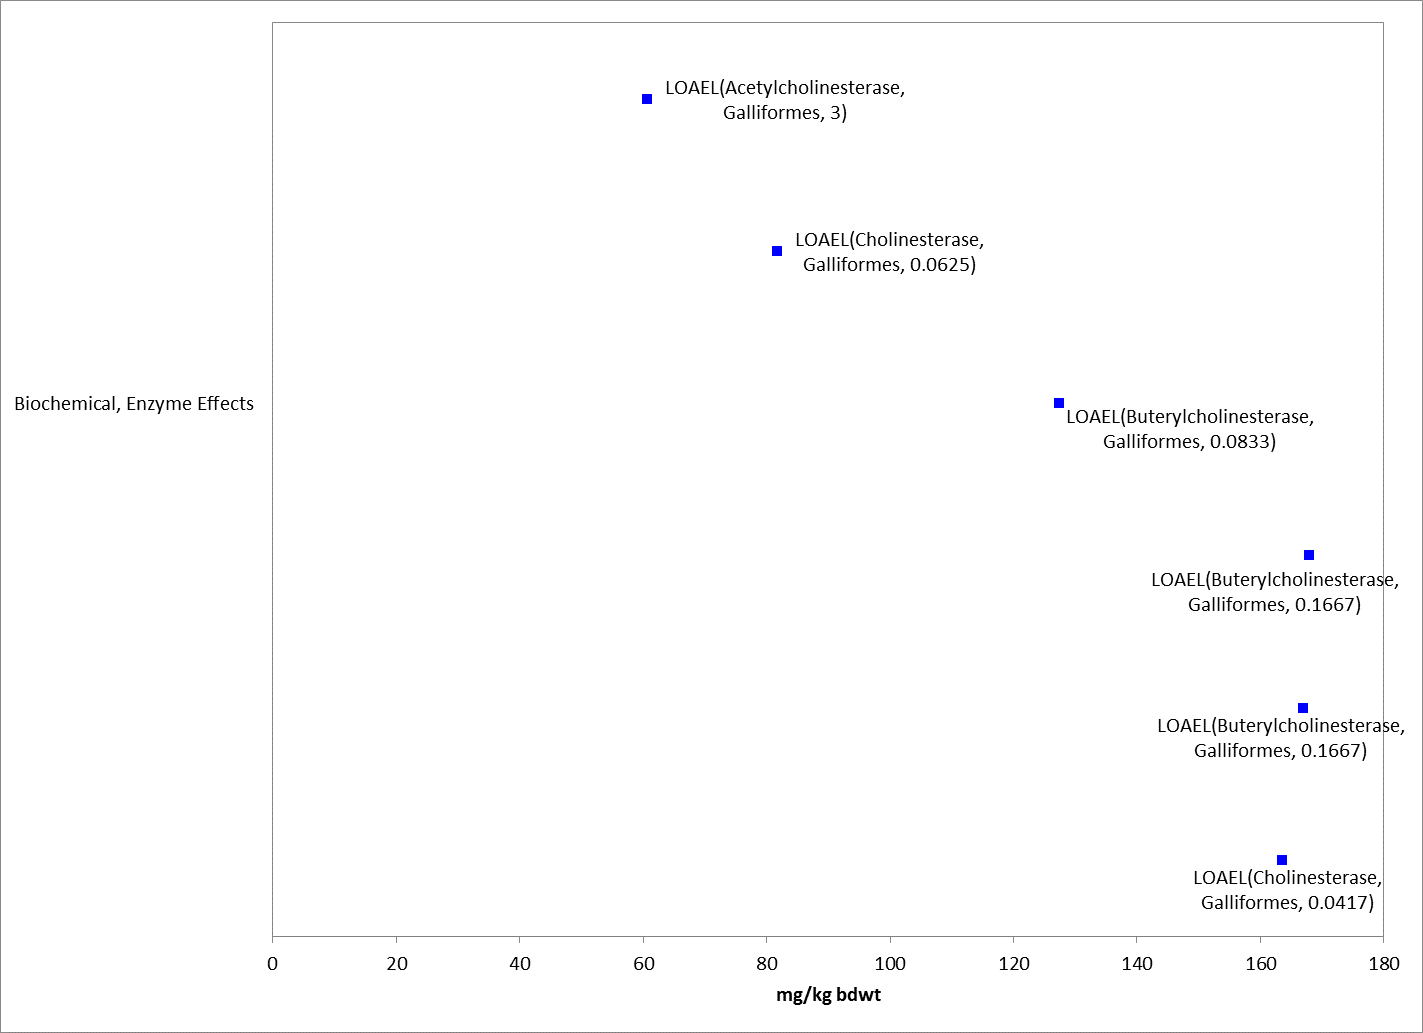 LOAEL(Acetylcholinesterase,
Galliformes, 3)
LOAEL(Cholinesterase,
Galliformes, 0.0625)
Biochemical, Enzyme Effects
LOAEL(Buterylcholinesterase,
Galliformes, 0.0833)
LOAEL(Buterylcholinesterase,
Galliformes, 0.1667)
LOAEL(Buterylcholinesterase,
Galliformes, 0.1667)
LOAEL(Cholinesterase,
Galliformes, 0.0417)
0 20 40 60 80 100 120 140 160 180
mg/kg bdwt